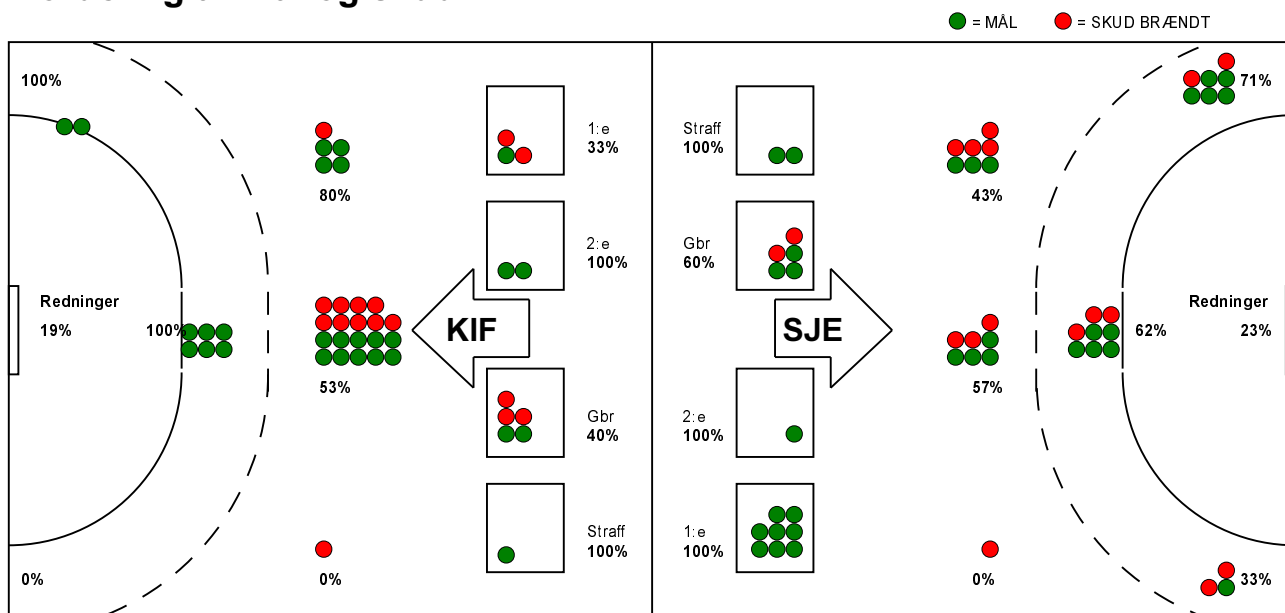 = MÅL = SKUD BRÆNDT
100%
71%
1:e
33%
Straff
100%
80%
43%
2:e
100%
Gbr
60%
Redninger
19%
100%
KIF
SJE
62%
Redninger
23%
53%
57%
Gbr
40%
2:e
100%
Straff
100%
1:e
100%
0%
0%
0%
33%